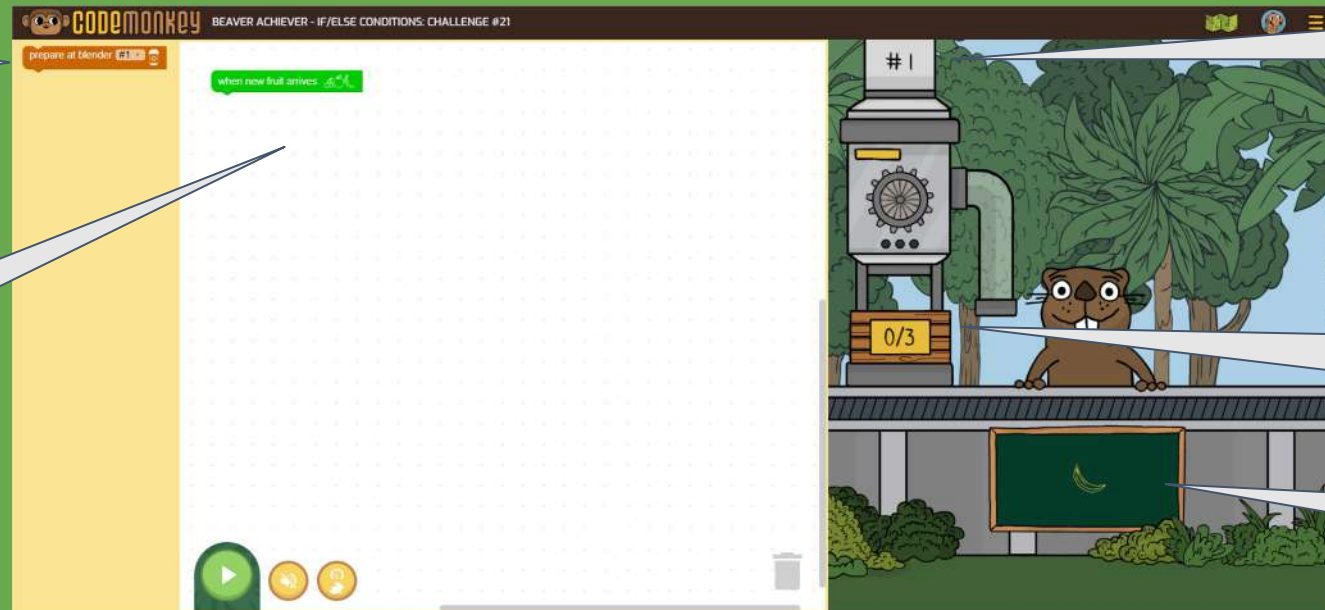 CODEMONKEY BEAVER ACHIEVER - IF/ELSE CONDITIONS: CHALLENGE #21
prepare at blender #1
when new fruit arrives
#1
0/3